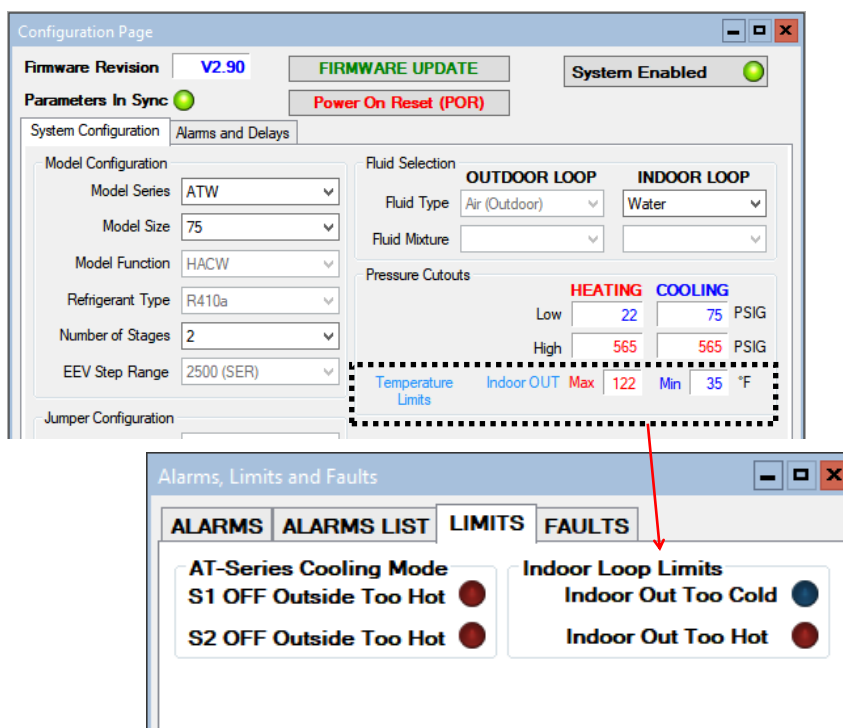 Configuration Page
Firmware Revision V2.90 FIRMWARE UPDATE System Enabled
Parameters In Sync Power On Reset (POR)
System Configuration Alarms and Delays
Model Configuration
Model Series ATW
Model Size 75
Model Function HACW
Refrigerant Type R410a
Number of Stages 2
EEV Step Range 2500 (SER)
Jumper Configuration
Fluid Selection
OUTDOOR LOOP INDOOR LOOP
Fluid Type Air (Outdoor) Water
Fluid Mixture
Pressure Cutouts
HEATING COOLING
Low 22 75 PSIG
High 565 565 PSIG
Temperature Limits Indoor OUT Max 122 Min 35 °F
Alarms, Limits and Faults
ALARMS ALARMS LIST LIMITS FAULTS
AT-Series Cooling Mode
S1 OFF Outside Too Hot
S2 OFF Outside Too Hot
Indoor Loop Limits
Indoor Out Too Cold
Indoor Out Too Hot